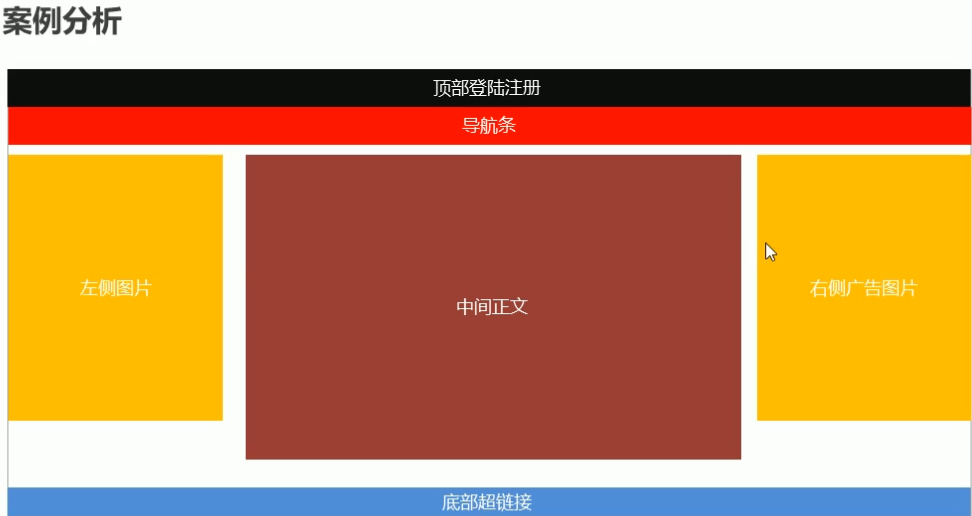 案例分析
顶部登陆注册
导航条
左侧图片
中间正文
右侧广告图片
底部超链接